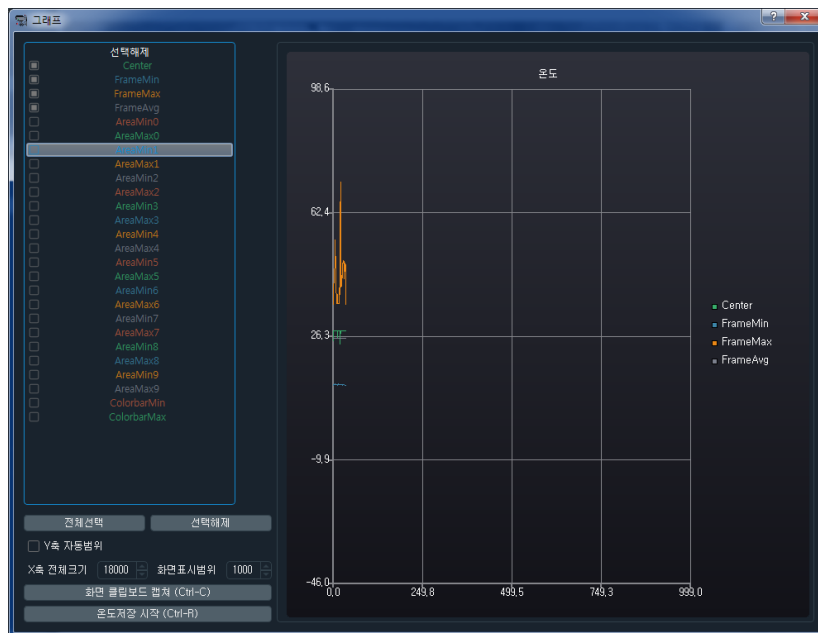 그래프
선택해제
Center
FrameMin
FrameMax
FrameAvg
AreaMin0
AreaMax0
AreaMin1
AreaMax1
AreaMin2
AreaMax2
AreaMin3
AreaMax3
AreaMin4
AreaMax4
AreaMin5
AreaMax5
AreaMin6
AreaMax6
AreaMin7
AreaMax7
AreaMin8
AreaMax8
AreaMin9
AreaMax9
ColorbarMin
ColorbarMax
전체선택 선택해제
Y축 자동범위
X축 전체크기 18000 화면표시범위 1000
화면 클립보드 캡쳐 (Ctrl-C)
온도저장 시작 (Ctrl-R)
온도
98,6
62,4
26,3
-9,9
-46,0
0,0 249,8 499,5 749,3 999,0
Center
FrameMin
FrameMax
FrameAvg